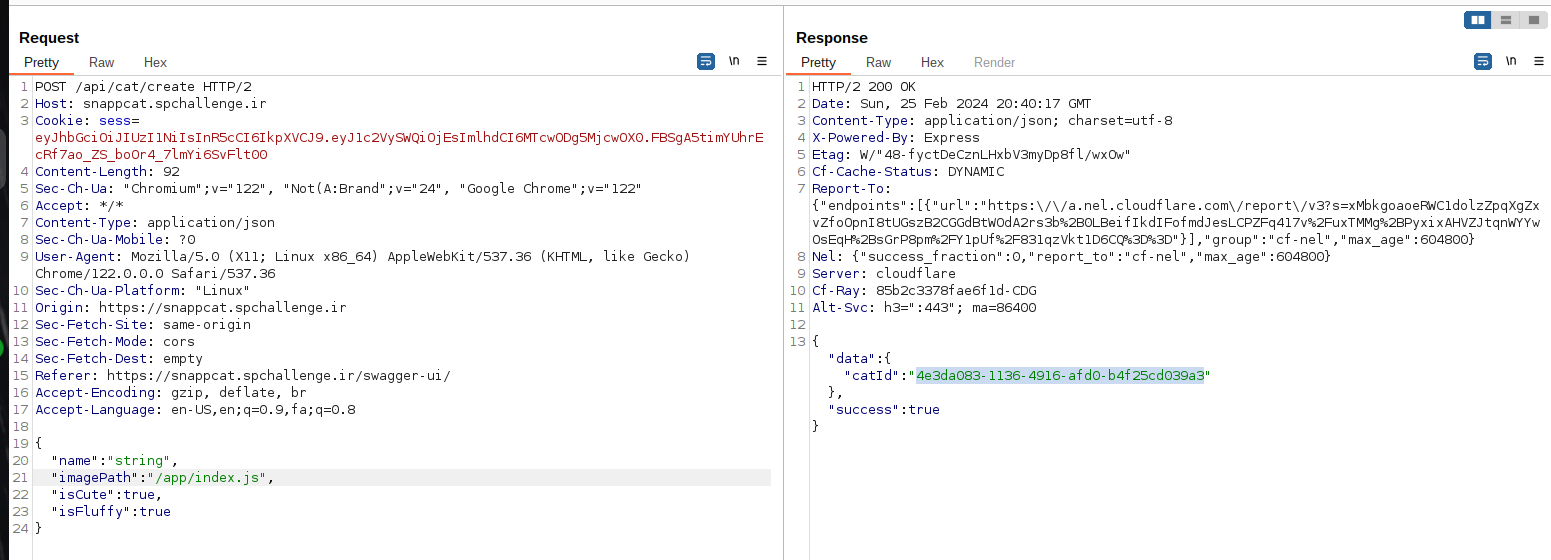 Request
Pretty Raw Hex \n
1 POST /api/cat/create HTTP/2
2 Host: snappcat.spchallenge.ir
3 Cookie: sess=
eyJhbGciOiJIUzI1NiIsInR5cCI6IkpXVCJ9.eyJ1c2VySWQiOjEsImlhdCI6MTcwODg5MjcwOX0.FBSgA5timYUhrE
cRf7ao_ZS_boOr4_7lmYi6SvFlt00
4 Content-Length: 92
5 Sec-Ch-Ua: "Chromium";v="122", "Not(A:Brand";v="24", "Google Chrome";v="122"
6 Accept: */*
7 Content-Type: application/json
8 Sec-Ch-Ua-Mobile: ?0
9 User-Agent: Mozilla/5.0 (X11; Linux x86_64) AppleWebKit/537.36 (KHTML, like Gecko)
Chrome/122.0.0.0 Safari/537.36
10 Sec-Ch-Ua-Platform: "Linux"
11 Origin: https://snappcat.spchallenge.ir
12 Sec-Fetch-Site: same-origin
13 Sec-Fetch-Mode: cors
14 Sec-Fetch-Dest: empty
15 Referer: https://snappcat.spchallenge.ir/swagger-ui/
16 Accept-Encoding: gzip, deflate, br
17 Accept-Language: en-US,en;q=0.9,fa;q=0.8
18
19 {
20 "name":"string",
21 "imagePath":"/app/index.js",
22 "isCute":true,
23 "isFluffy":true
24 }
Response
Pretty Raw Hex Render \n
1 HTTP/2 200 OK
2 Date: Sun, 25 Feb 2024 20:40:17 GMT
3 Content-Type: application/json; charset=utf-8
4 X-Powered-By: Express
5 Etag: W/"48-fyctDeCznLHxbV3myDp8fl/wxOw"
6 Cf-Cache-Status: DYNAMIC
7 Report-To:
{"endpoints":[{"url":"https:\/\/a.nel.cloudflare.com\/report\/v3?s=xMbkgoaoeRWC1dolzZpqXgZx
vZfoOpnI8tUGszB2CGGdBtWOdA2rs3b%2B0LBeifIkdIFofmdJesLCPZFq417v%2FuxTMMg%2BPyxixAHVZJtqnWYYw
OsEqH%2BsGrP8pm%2FY1pUf%2F831qzVkt1D6CQ%3D%3D"}],"group":"cf-nel","max_age":604800}
8 Nel: {"success_fraction":0,"report_to":"cf-nel","max_age":604800}
9 Server: cloudflare
10 Cf-Ray: 85b2c3378fae6f1d-CDG
11 Alt-Svc: h3=":443"; ma=86400
12
13 {
"data":{
"catId":"4e3da083-1136-4916-afd0-b4f25cd039a3"
},
"success":true
}